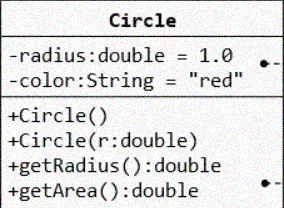 Circle
-radius:double = 1.0
-color:String = "red"
+Circle()
+Circle(r:double)
+getRadius():double
+getArea():double